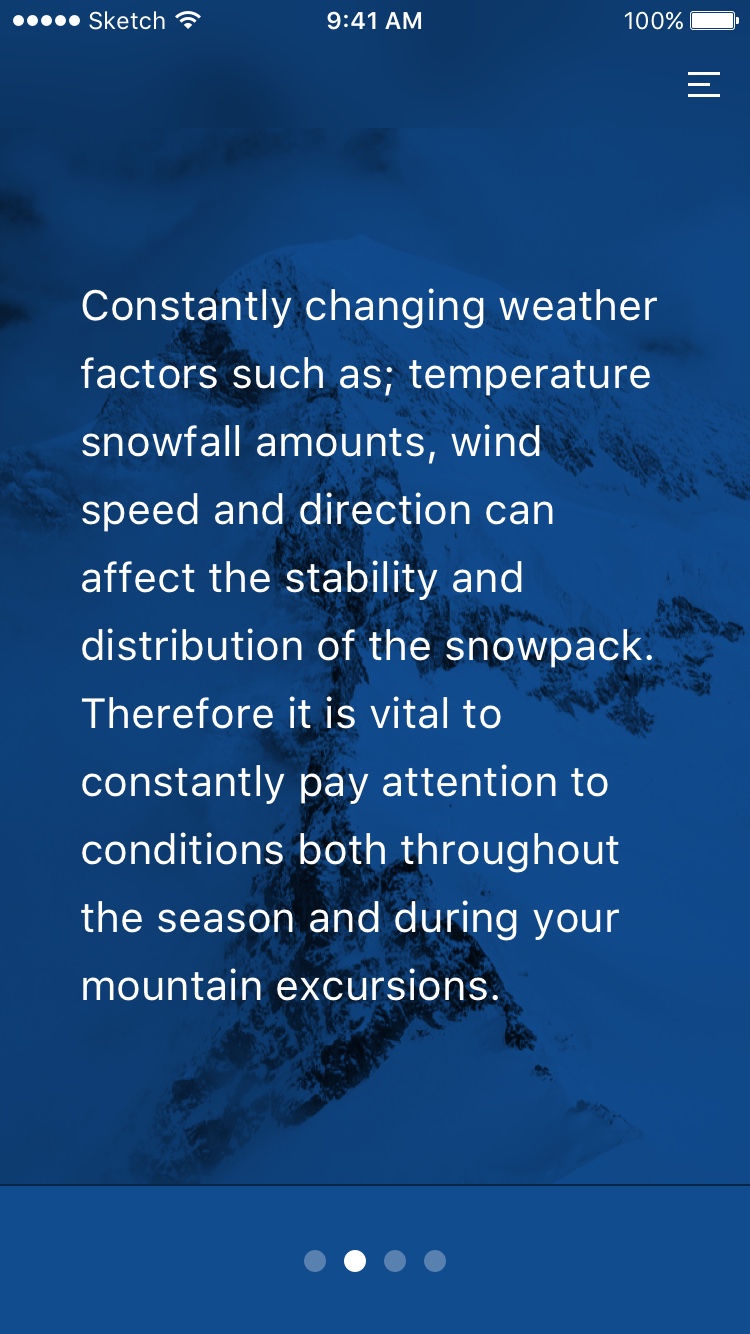 Sketch 9:41 AM 100%
Constantly changing weather
factors such as; temperature
snowfall amounts, wind
speed and direction can
affect the stability and
distribution of the snowpack.
Therefore it is vital to
constantly pay attention to
conditions both throughout
the season and during your
mountain excursions.